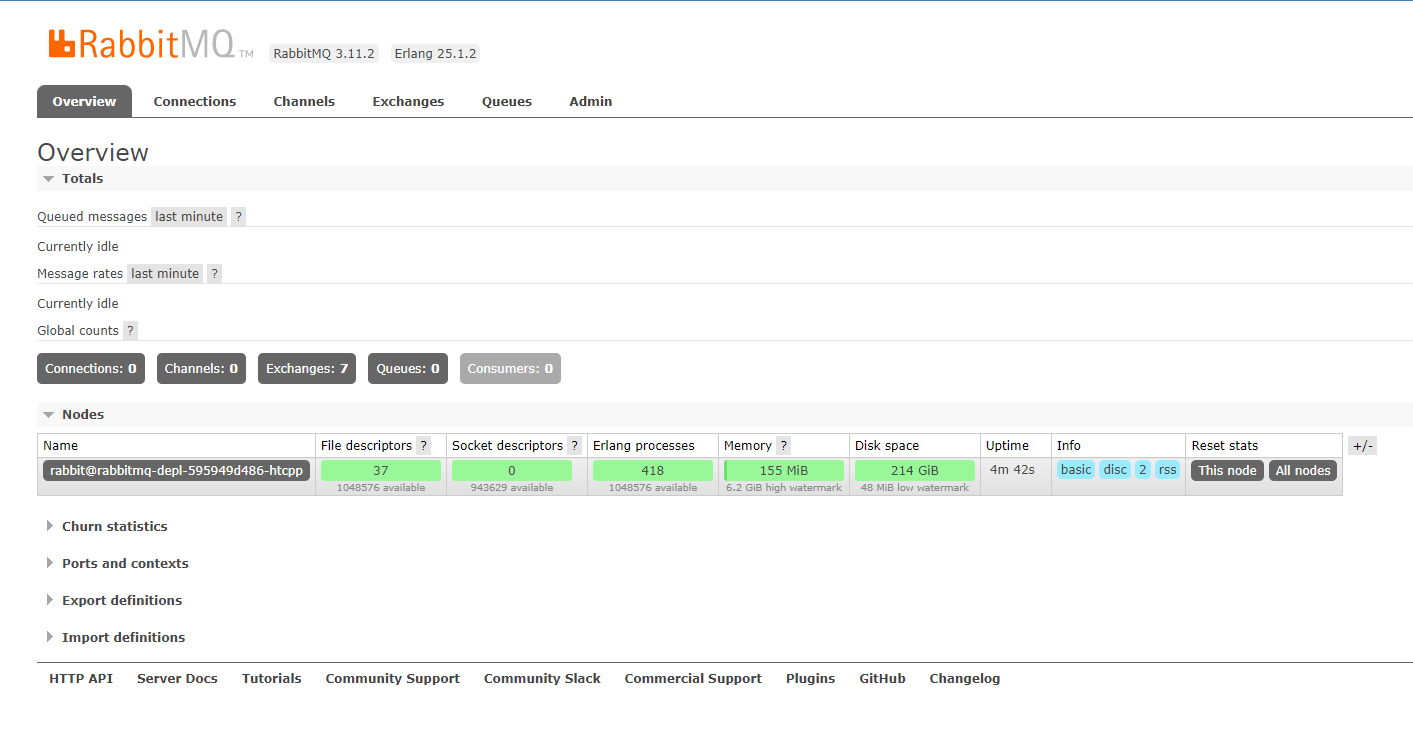 RabbitMQ TM RabbitMQ 3.11.2 Erlang 25.1.2
Overview Connections Channels Exchanges Queues Admin
Overview
Totals
Queued messages last minute ?
Currently idle
Message rates last minute ?
Currently idle
Global counts ?
Connections: 0 Channels: 0 Exchanges: 7 Queues: 0 Consumers: 0
Nodes
Name File descriptors ? Socket descriptors ? Erlang processes Memory ? Disk space Uptime Info Reset stats +/-
rabbit@rabbitmq-depl-595949d486-htcpp 37 0 418 155 MiB 214 GiB 4m 42s basic disc 2 rss This node All nodes
1048576 available 943629 available 1048576 available 6.2 GiB high watermark 48 MiB low watermark
Churn statistics
Ports and contexts
Export definitions
Import definitions
HTTP API Server Docs Tutorials Community Support Community Slack Commercial Support Plugins GitHub Changelog